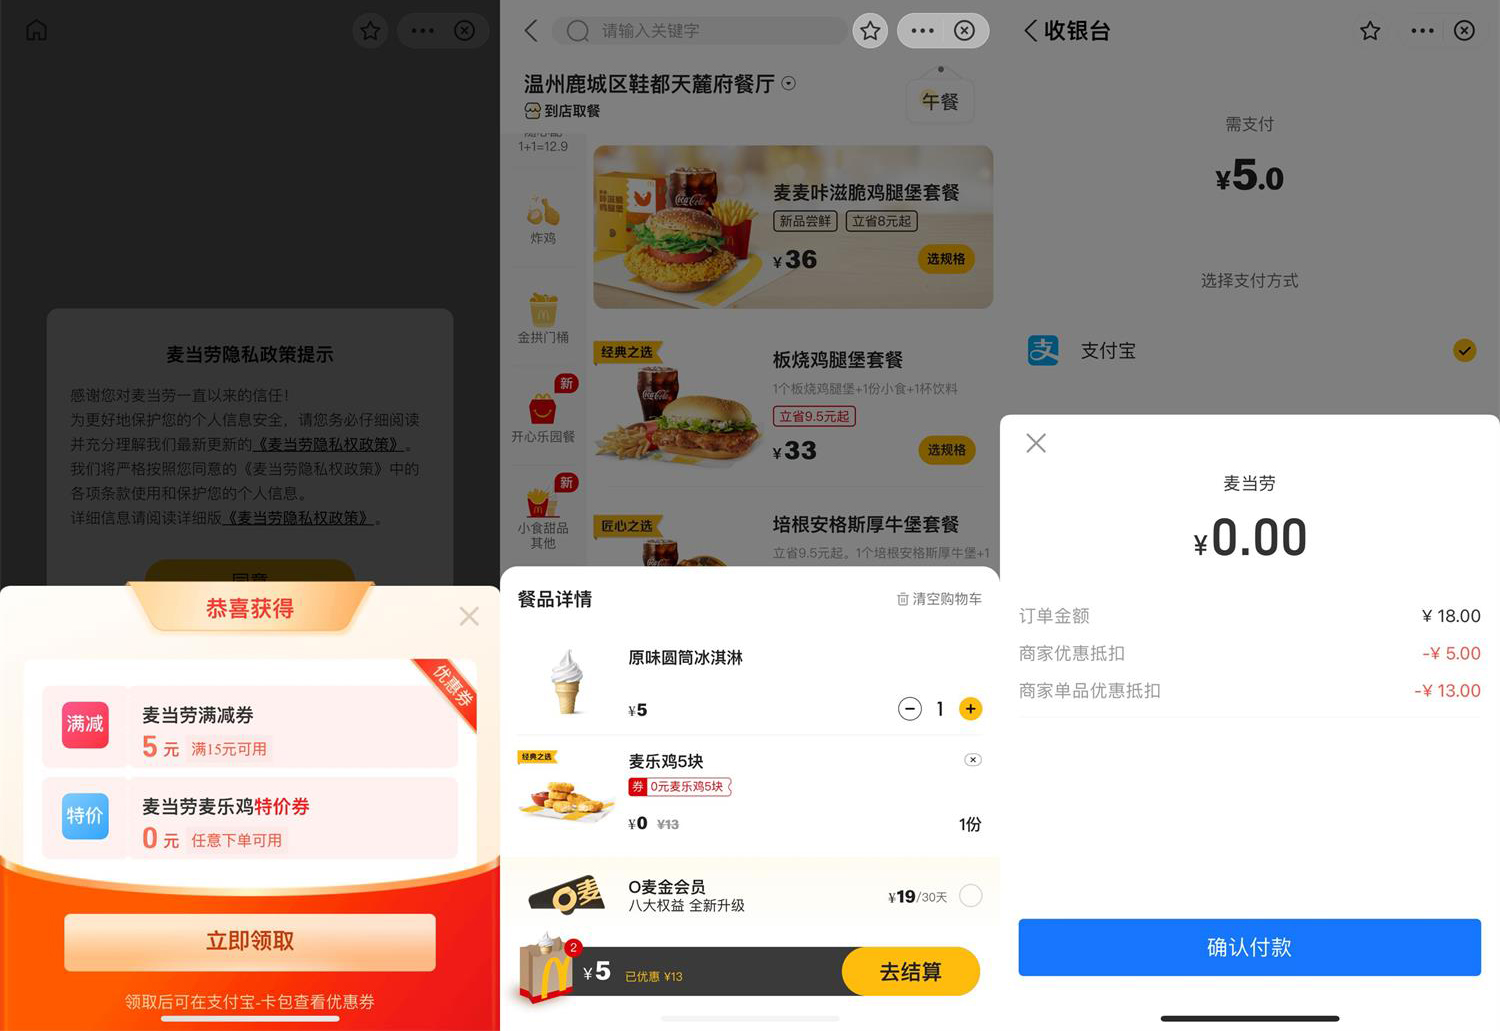 麦当劳隐私政策提示
感谢您对麦当劳一直以来的信任!
为更好地保护您的个人信息安全，请您务必仔细阅读
并充分理解我们最新更新的《麦当劳隐私权政策》。
我们将严格按照您同意的《麦当劳隐私权政策》中的
各项条款使用和保护您的个人信息。
详细信息请阅读详细版《麦当劳隐私权政策》。
同意
恭喜获得
优惠券
满减
麦当劳满减券
5元 满15元可用
特价
麦当劳麦乐鸡特价券
0元 任意下单可用
立即领取
领取后可在支付宝-卡包查看优惠券
请输入关键字
温州鹿城区鞋都天麓府餐厅
到店取餐
午餐
随心配
1+1=12.9
炸鸡
金拱门桶
新
开心乐园餐
新
小食甜品
其他
麦麦咔滋脆鸡腿堡套餐
新品尝鲜 立省8元起
¥36
选规格
经典之选
板烧鸡腿堡套餐
1个板烧鸡腿堡+1份小食+1杯饮料
立省9.5元起
¥33
选规格
匠心之选
培根安格斯厚牛堡套餐
立省9.5元起。1个培根安格斯厚牛堡+1
餐品详情
清空购物车
原味圆筒冰淇淋
¥5
1
经典之选
麦乐鸡5块
券 0元麦乐鸡5块
¥0 ¥13
1份
O麦
O麦金会员
八大权益 全新升级
¥19/30天
2
¥5 已优惠 ¥13
去结算
收银台
需支付
¥5.0
选择支付方式
支
支付宝
麦当劳
¥0.00
订单金额 ¥ 18.00
商家优惠抵扣 -¥ 5.00
商家单品优惠抵扣 -¥ 13.00
确认付款